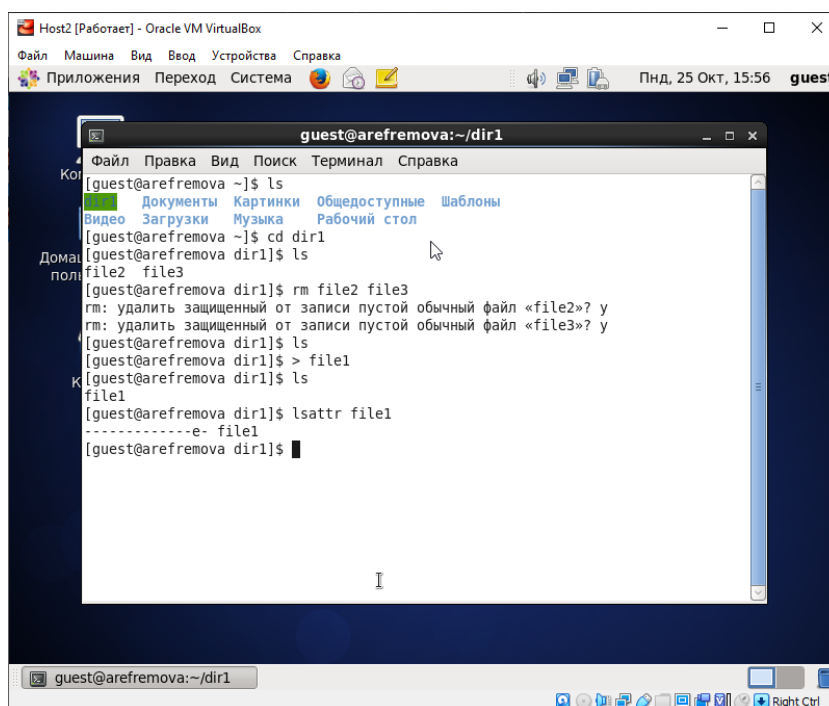 Host2 [Работает] - Oracle VM VirtualBox
Файл Машина Вид Ввод Устройства Справка
Приложения Переход Система Пнд, 25 Окт, 15:56 guest
guest@arefremova:~/dir1
Файл Правка Вид Поиск Терминал Справка
[guest@arefremova ~]$ ls
dir1 Документы Картинки Общедоступные Шаблоны
Видео Загрузки Музыка Рабочий стол
[guest@arefremova ~]$ cd dir1
[guest@arefremova dir1]$ ls
file2 file3
[guest@arefremova dir1]$ rm file2 file3
rm: удалить защищенный от записи пустой обычный файл «file2»? y
rm: удалить защищенный от записи пустой обычный файл «file3»? y
[guest@arefremova dir1]$ ls
[guest@arefremova dir1]$ > file1
[guest@arefremova dir1]$ ls
file1
[guest@arefremova dir1]$ lsattr file1
-------------e- file1
[guest@arefremova dir1]$
guest@arefremova:~/dir1
Right Ctrl